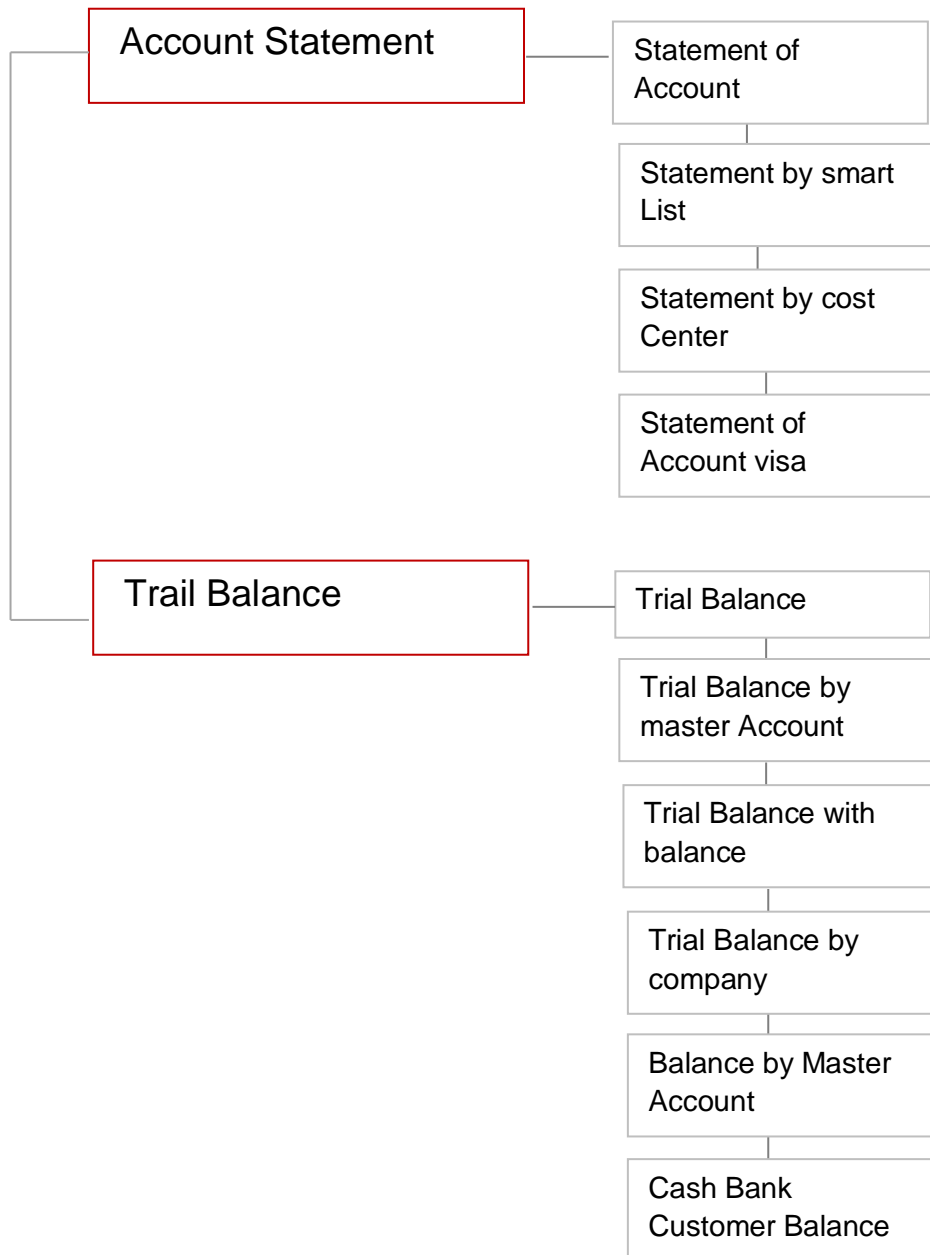 Account Statement
Statement of
Account
Statement by smart
List
Statement by cost
Center
Statement of
Account visa
Trail Balance
Trial Balance
Trial Balance by
master Account
Trial Balance with
balance
Trial Balance by
company
Balance by Master
Account
Cash Bank
Customer Balance